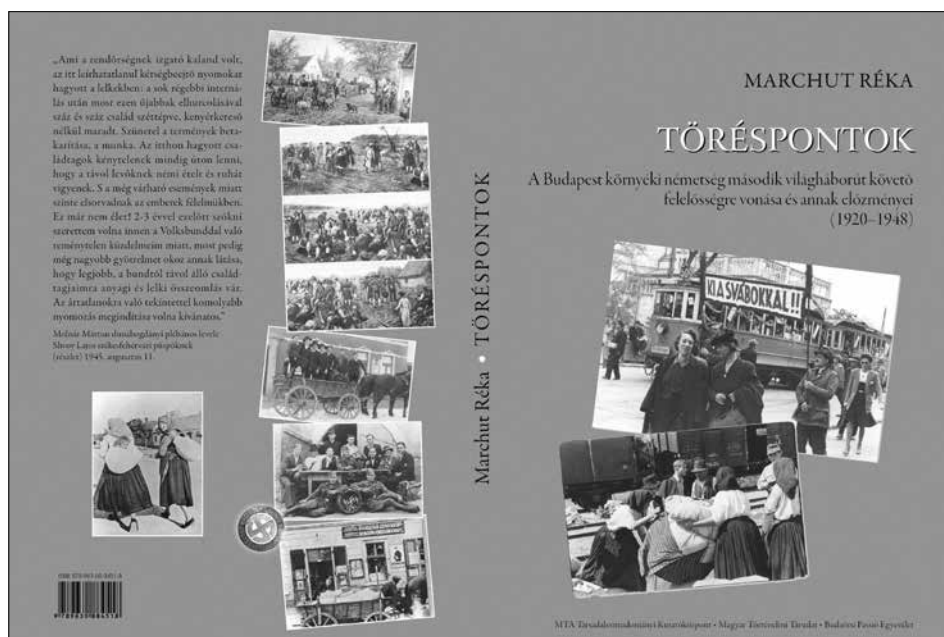 „Ami a rendőrségnek izgató kaland volt,
az itt leírhatatlanul kétségbeejtő nyomokat
hagyott a lelkekben: a sok régebbi interná-
lás után most ezen újabbak elhurcolásával
száz és száz család széttépve, kenyérkereső
nélkül maradt. Szünetel a termények beta-
karítása, a munka. Az itthon hagyott csa-
ládtagok kénytelenek mindig úton lenni,
hogy a távol levőknek némi ételt és ruhát
vigyenek. S a még várható események miatt
szinte elsorvadnak az emberek félelmükben.
Ez már nem élet! 2-3 évvel ezelőtt szökni
szerettem volna innen a Volksbunddal való
reménytelen küzdelmeim miatt, most pedig
még nagyobb gyötrelmet okoz annak látása,
hogy legjobb, a bundtól távol álló család-
tagjaimra anyagi és lelki összeomlás vár.
Az ártatlanokra való tekintettel komolyabb
nyomozás megindítása volna kívánatos.”
Molnár Márton dunabogdányi plébános levele
Shvoy Lajos székesfehérvári püspöknek
(részlet) 1945. augusztus 11.
Marchut Réka • TÖRÉSPONTOK
MARCHUT RÉKA
TÖRÉSPONTOK
A Budapest környéki németség második világháborút követő
felelősségre vonása és annak előzményei
(1920–1948)
KI A SVÁBOKKAL!!
MTA Társadalomtudományi Kutatóközpont • Magyar Történelmi Társulat • Budaörsi Passió Egyesület